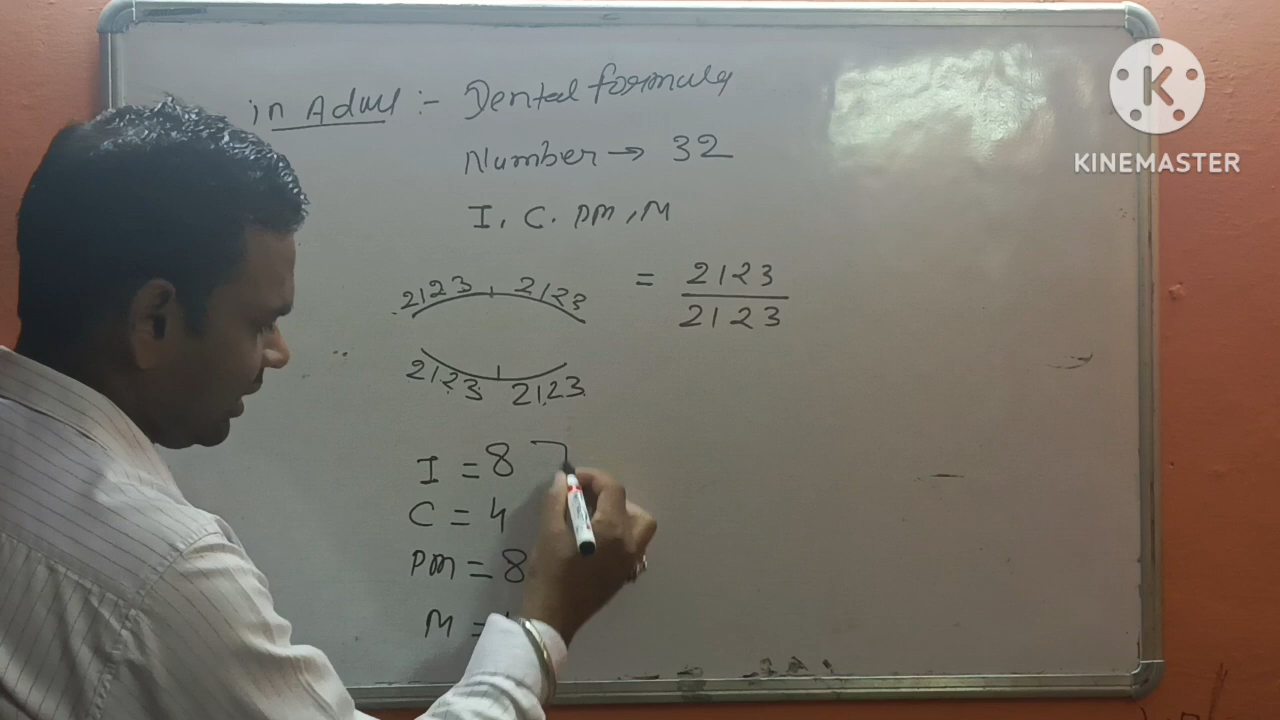 in Adult :- Dental formula
Number → 32
I, C. PM, M
2123 2123 = 2123
2123
2123 2123
I = 8
C = 4
PM = 8
M =
K
KINEMASTER